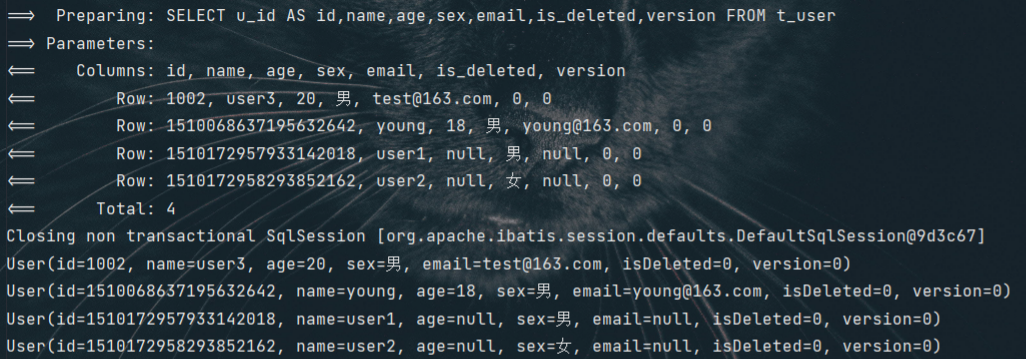 ==>  Preparing: SELECT u_id AS id,name,age,sex,email,is_deleted,version FROM t_user
==> Parameters:
<==    Columns: id, name, age, sex, email, is_deleted, version
<==        Row: 1002, user3, 20, 男, test@163.com, 0, 0
<==        Row: 1510068637195632642, young, 18, 男, young@163.com, 0, 0
<==        Row: 1510172957933142018, user1, null, 男, null, 0, 0
<==        Row: 1510172958293852162, user2, null, 女, null, 0, 0
<==      Total: 4
Closing non transactional SqlSession [org.apache.ibatis.session.defaults.DefaultSqlSession@9d3c67]
User(id=1002, name=user3, age=20, sex=男, email=test@163.com, isDeleted=0, version=0)
User(id=1510068637195632642, name=young, age=18, sex=男, email=young@163.com, isDeleted=0, version=0)
User(id=1510172957933142018, name=user1, age=null, sex=男, email=null, isDeleted=0, version=0)
User(id=1510172958293852162, name=user2, age=null, sex=女, email=null, isDeleted=0, version=0)